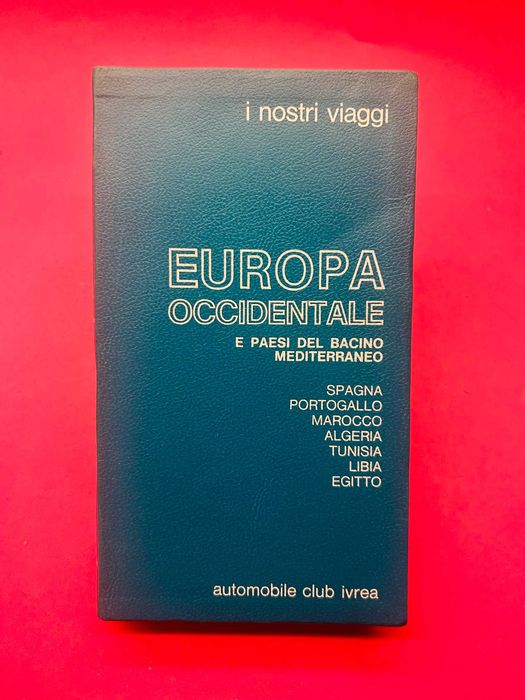 i nostri viaggi
EUROPA
OCCIDENTALE
E PAESI DEL BACINO
MEDITERRANEO
SPAGNA
PORTOGALLO
MAROCCO
ALGERIA
TUNISIA
LIBIA
EGITTO
automobile club ivrea